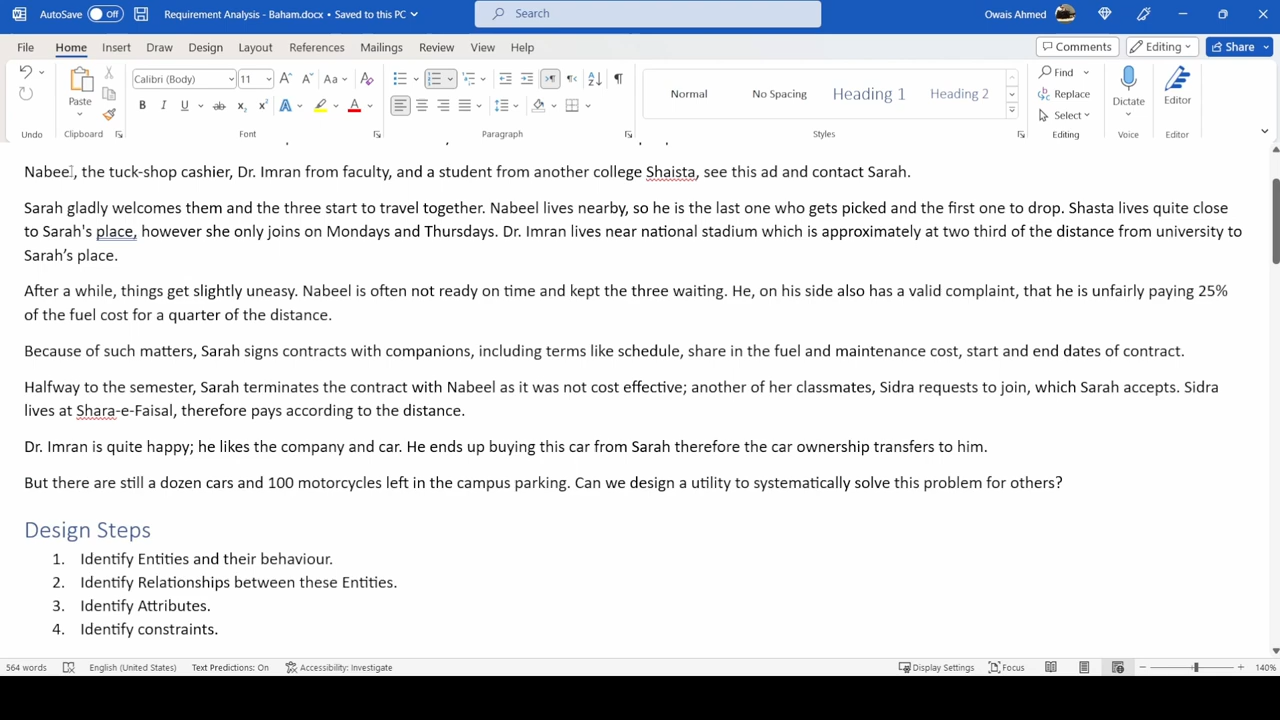 AutoSave Off Requirement Analysis - Baham.docx • Saved to this PC Search Owais Ahmed
File Home Insert Draw Design Layout References Mailings Review View Help Comments Editing Share
Calibri (Body) 11 Normal No Spacing Heading 1 Heading 2 Find
Paste Replace Dictate Editor
Select
Undo Clipboard Font Paragraph Styles Editing Voice Editor
Nabeel, the tuck-shop cashier, Dr. Imran from faculty, and a student from another college Shaista, see this ad and contact Sarah.
Sarah gladly welcomes them and the three start to travel together. Nabeel lives nearby, so he is the last one who gets picked and the first one to drop. Shasta lives quite close
to Sarah's place, however she only joins on Mondays and Thursdays. Dr. Imran lives near national stadium which is approximately at two third of the distance from university to
Sarah’s place.
After a while, things get slightly uneasy. Nabeel is often not ready on time and kept the three waiting. He, on his side also has a valid complaint, that he is unfairly paying 25%
of the fuel cost for a quarter of the distance.
Because of such matters, Sarah signs contracts with companions, including terms like schedule, share in the fuel and maintenance cost, start and end dates of contract.
Halfway to the semester, Sarah terminates the contract with Nabeel as it was not cost effective; another of her classmates, Sidra requests to join, which Sarah accepts. Sidra
lives at Shara-e-Faisal, therefore pays according to the distance.
Dr. Imran is quite happy; he likes the company and car. He ends up buying this car from Sarah therefore the car ownership transfers to him.
But there are still a dozen cars and 100 motorcycles left in the campus parking. Can we design a utility to systematically solve this problem for others?
Design Steps
1. Identify Entities and their behaviour.
2. Identify Relationships between these Entities.
3. Identify Attributes.
4. Identify constraints.
564 words English (United States) Text Predictions: On Accessibility: Investigate Display Settings Focus 140%